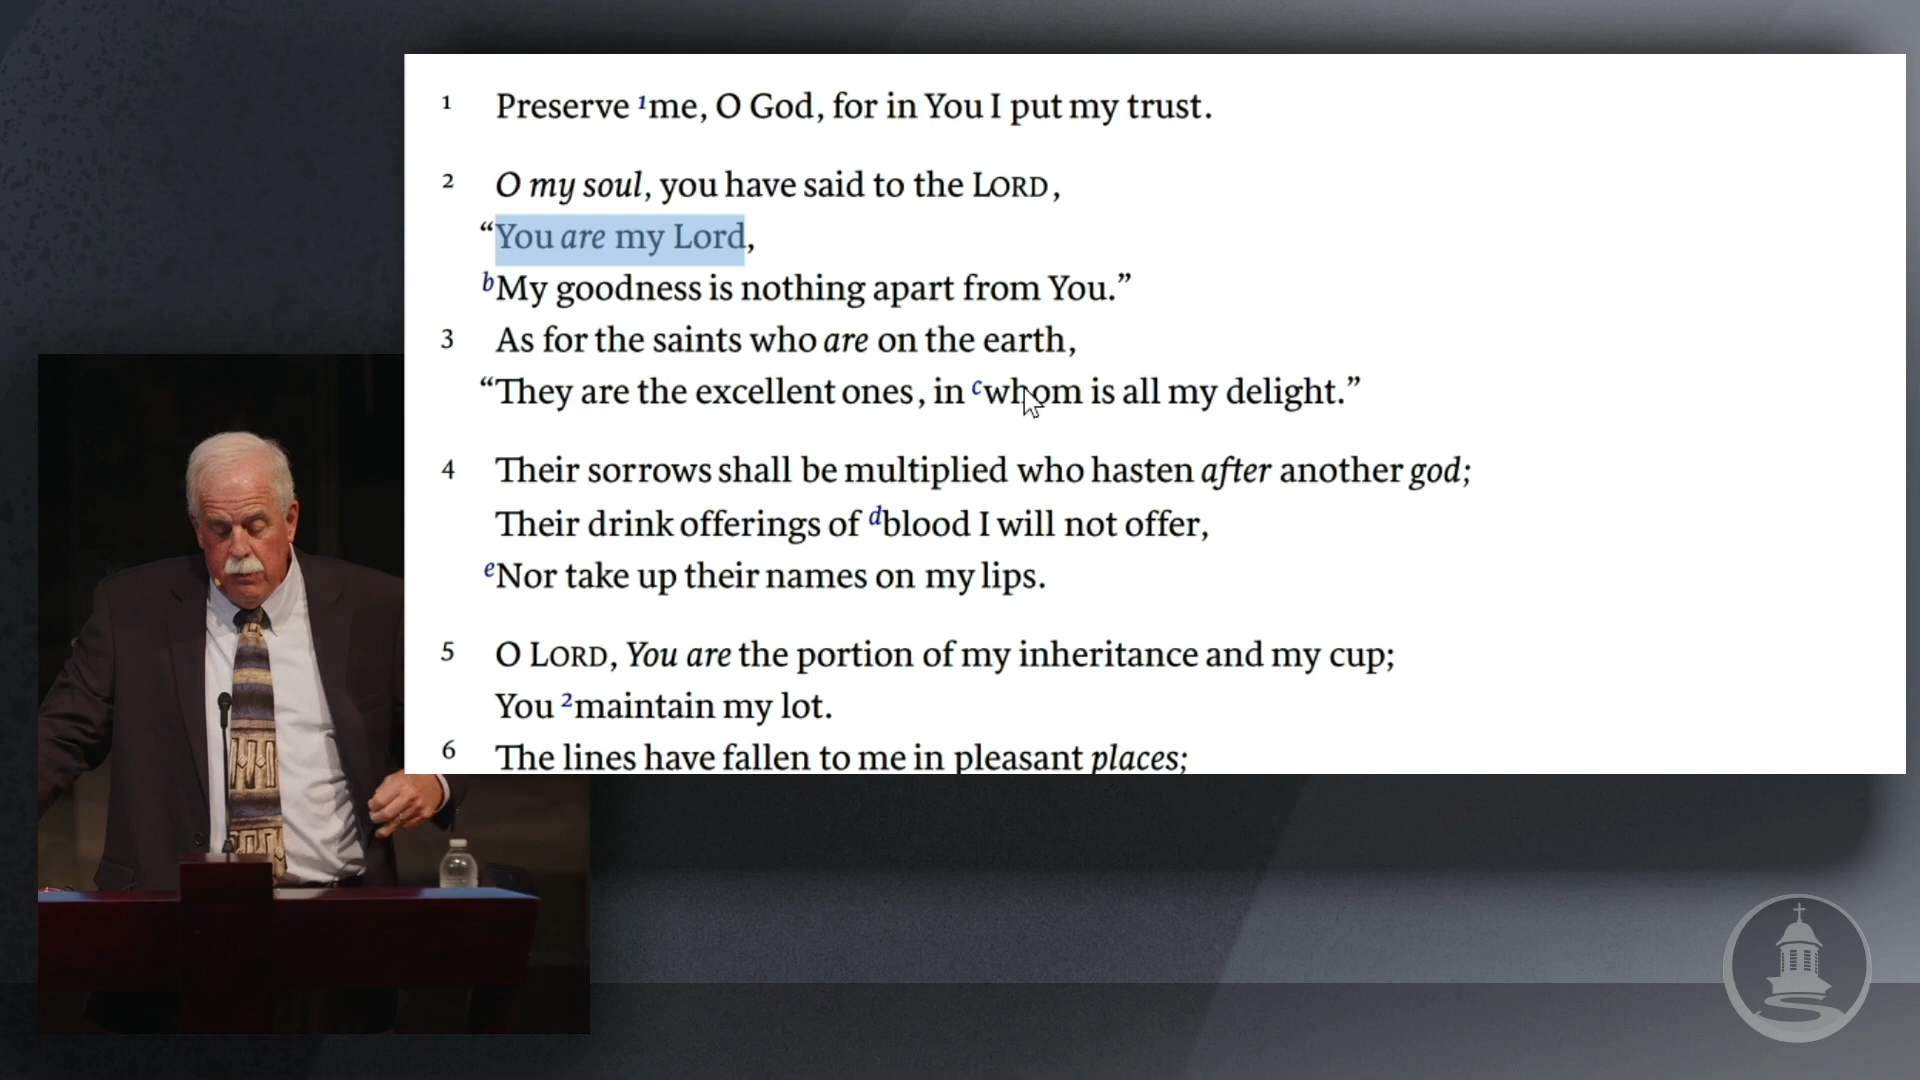 1 Preserve ¹me, O God, for in You I put my trust.
2 O my soul, you have said to the LORD,
“You are my Lord,
ᵇMy goodness is nothing apart from You.”
3 As for the saints who are on the earth,
“They are the excellent ones, in ᶜwhom is all my delight.”
4 Their sorrows shall be multiplied who hasten after another god;
Their drink offerings of ᵈblood I will not offer,
ᵉNor take up their names on my lips.
5 O LORD, You are the portion of my inheritance and my cup;
You ²maintain my lot.
6 The lines have fallen to me in pleasant places;